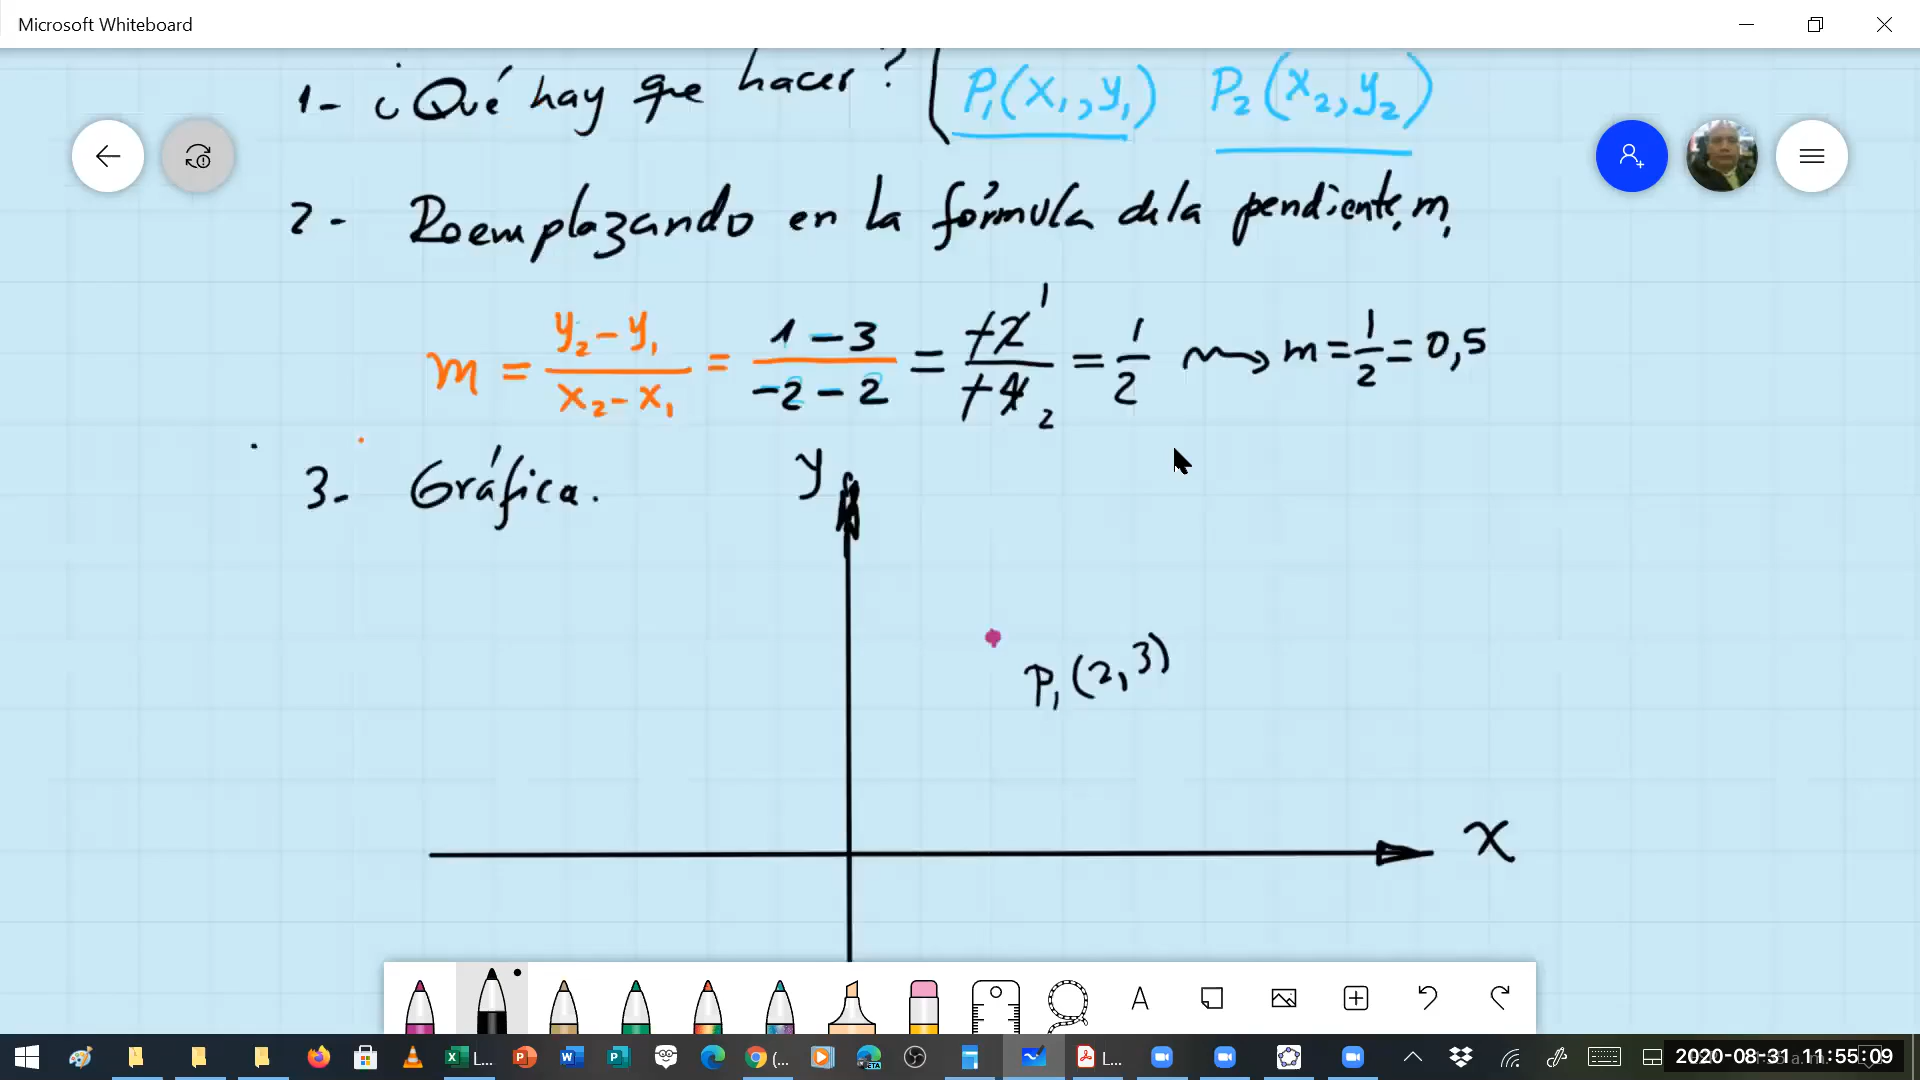 Microsoft Whiteboard
1- ¿Qué hay que hacer? ( P₁(x₁,y₁) P₂(x₂,y₂)
2- Reemplazando en la fórmula de la pendiente, m,
m = (y₂-y₁)/(x₂-x₁) = (1-3)/(-2-2) = +2 1/+4 2 = 1/2 → m = 1/2 = 0,5
3- Gráfica.
y
P₁(2,3)
x
A
L...
(...
L...
2020-08-31 11:55:09